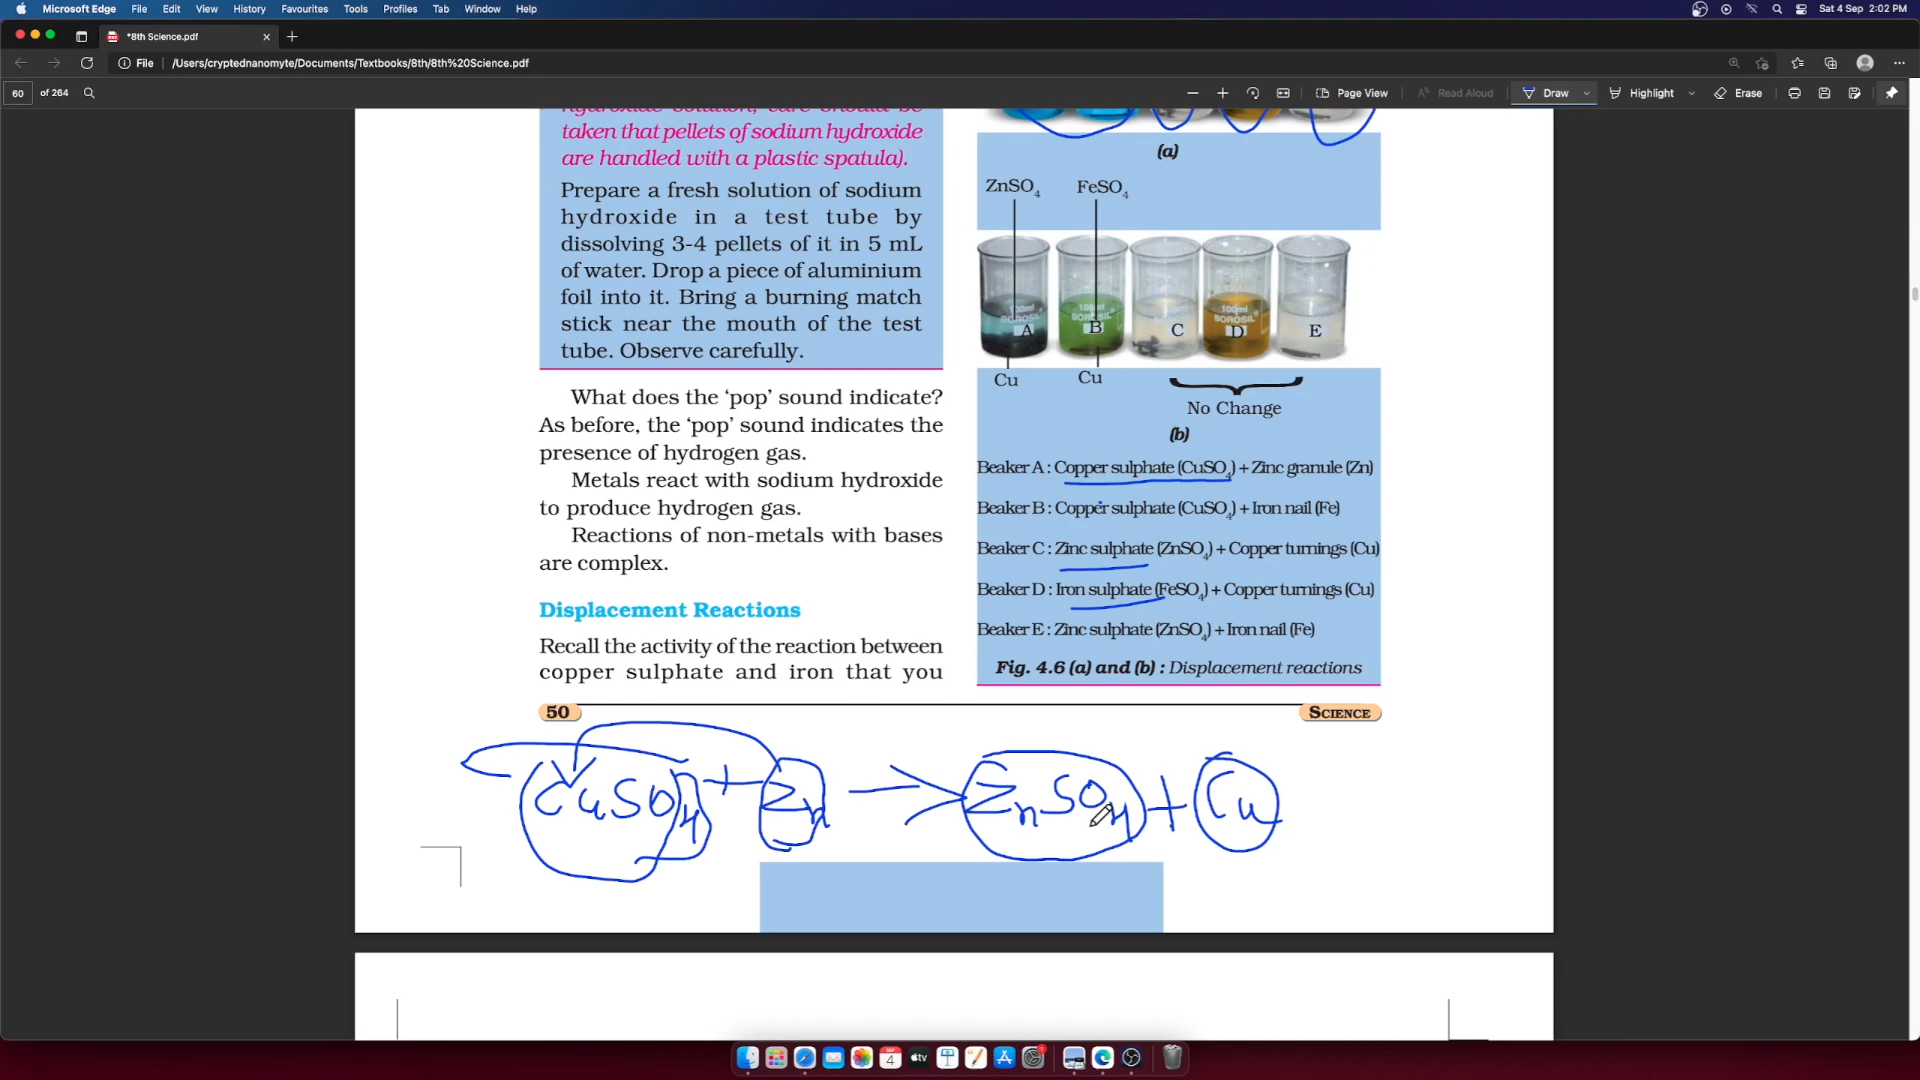 Microsoft Edge File Edit View History Favourites Tools Profiles Tab Window Help Sat 4 Sep 2:02 PM
*8th Science.pdf
File /Users/cryptednanomyte/Documents/Textbooks/8th/8th%20Science.pdf
60 of 264 Page View Read Aloud Draw Highlight Erase
taken that pellets of sodium hydroxide
are handled with a plastic spatula).
Prepare a fresh solution of sodium
hydroxide in a test tube by
dissolving 3-4 pellets of it in 5 mL
of water. Drop a piece of aluminium
foil into it. Bring a burning match
stick near the mouth of the test
tube. Observe carefully.
What does the ‘pop’ sound indicate?
As before, the ‘pop’ sound indicates the
presence of hydrogen gas.
Metals react with sodium hydroxide
to produce hydrogen gas.
Reactions of non-metals with bases
are complex.
Displacement Reactions
Recall the activity of the reaction between
copper sulphate and iron that you
(a)
ZnSO4 FeSO4
100ml 100ml 100ml
BOROSIL BOROSIL BOROSIL
A B C D E
Cu Cu
No Change
(b)
Beaker A : Copper sulphate (CuSO4) + Zinc granule (Zn)
Beaker B : Copper sulphate (CuSO4) + Iron nail (Fe)
Beaker C : Zinc sulphate (ZnSO4) + Copper turnings (Cu)
Beaker D : Iron sulphate (FeSO4) + Copper turnings (Cu)
Beaker E : Zinc sulphate (ZnSO4) + Iron nail (Fe)
Fig. 4.6 (a) and (b) : Displacement reactions
50 SCIENCE
CuSO4 + Zn → ZnSO4 + Cu
4 tv